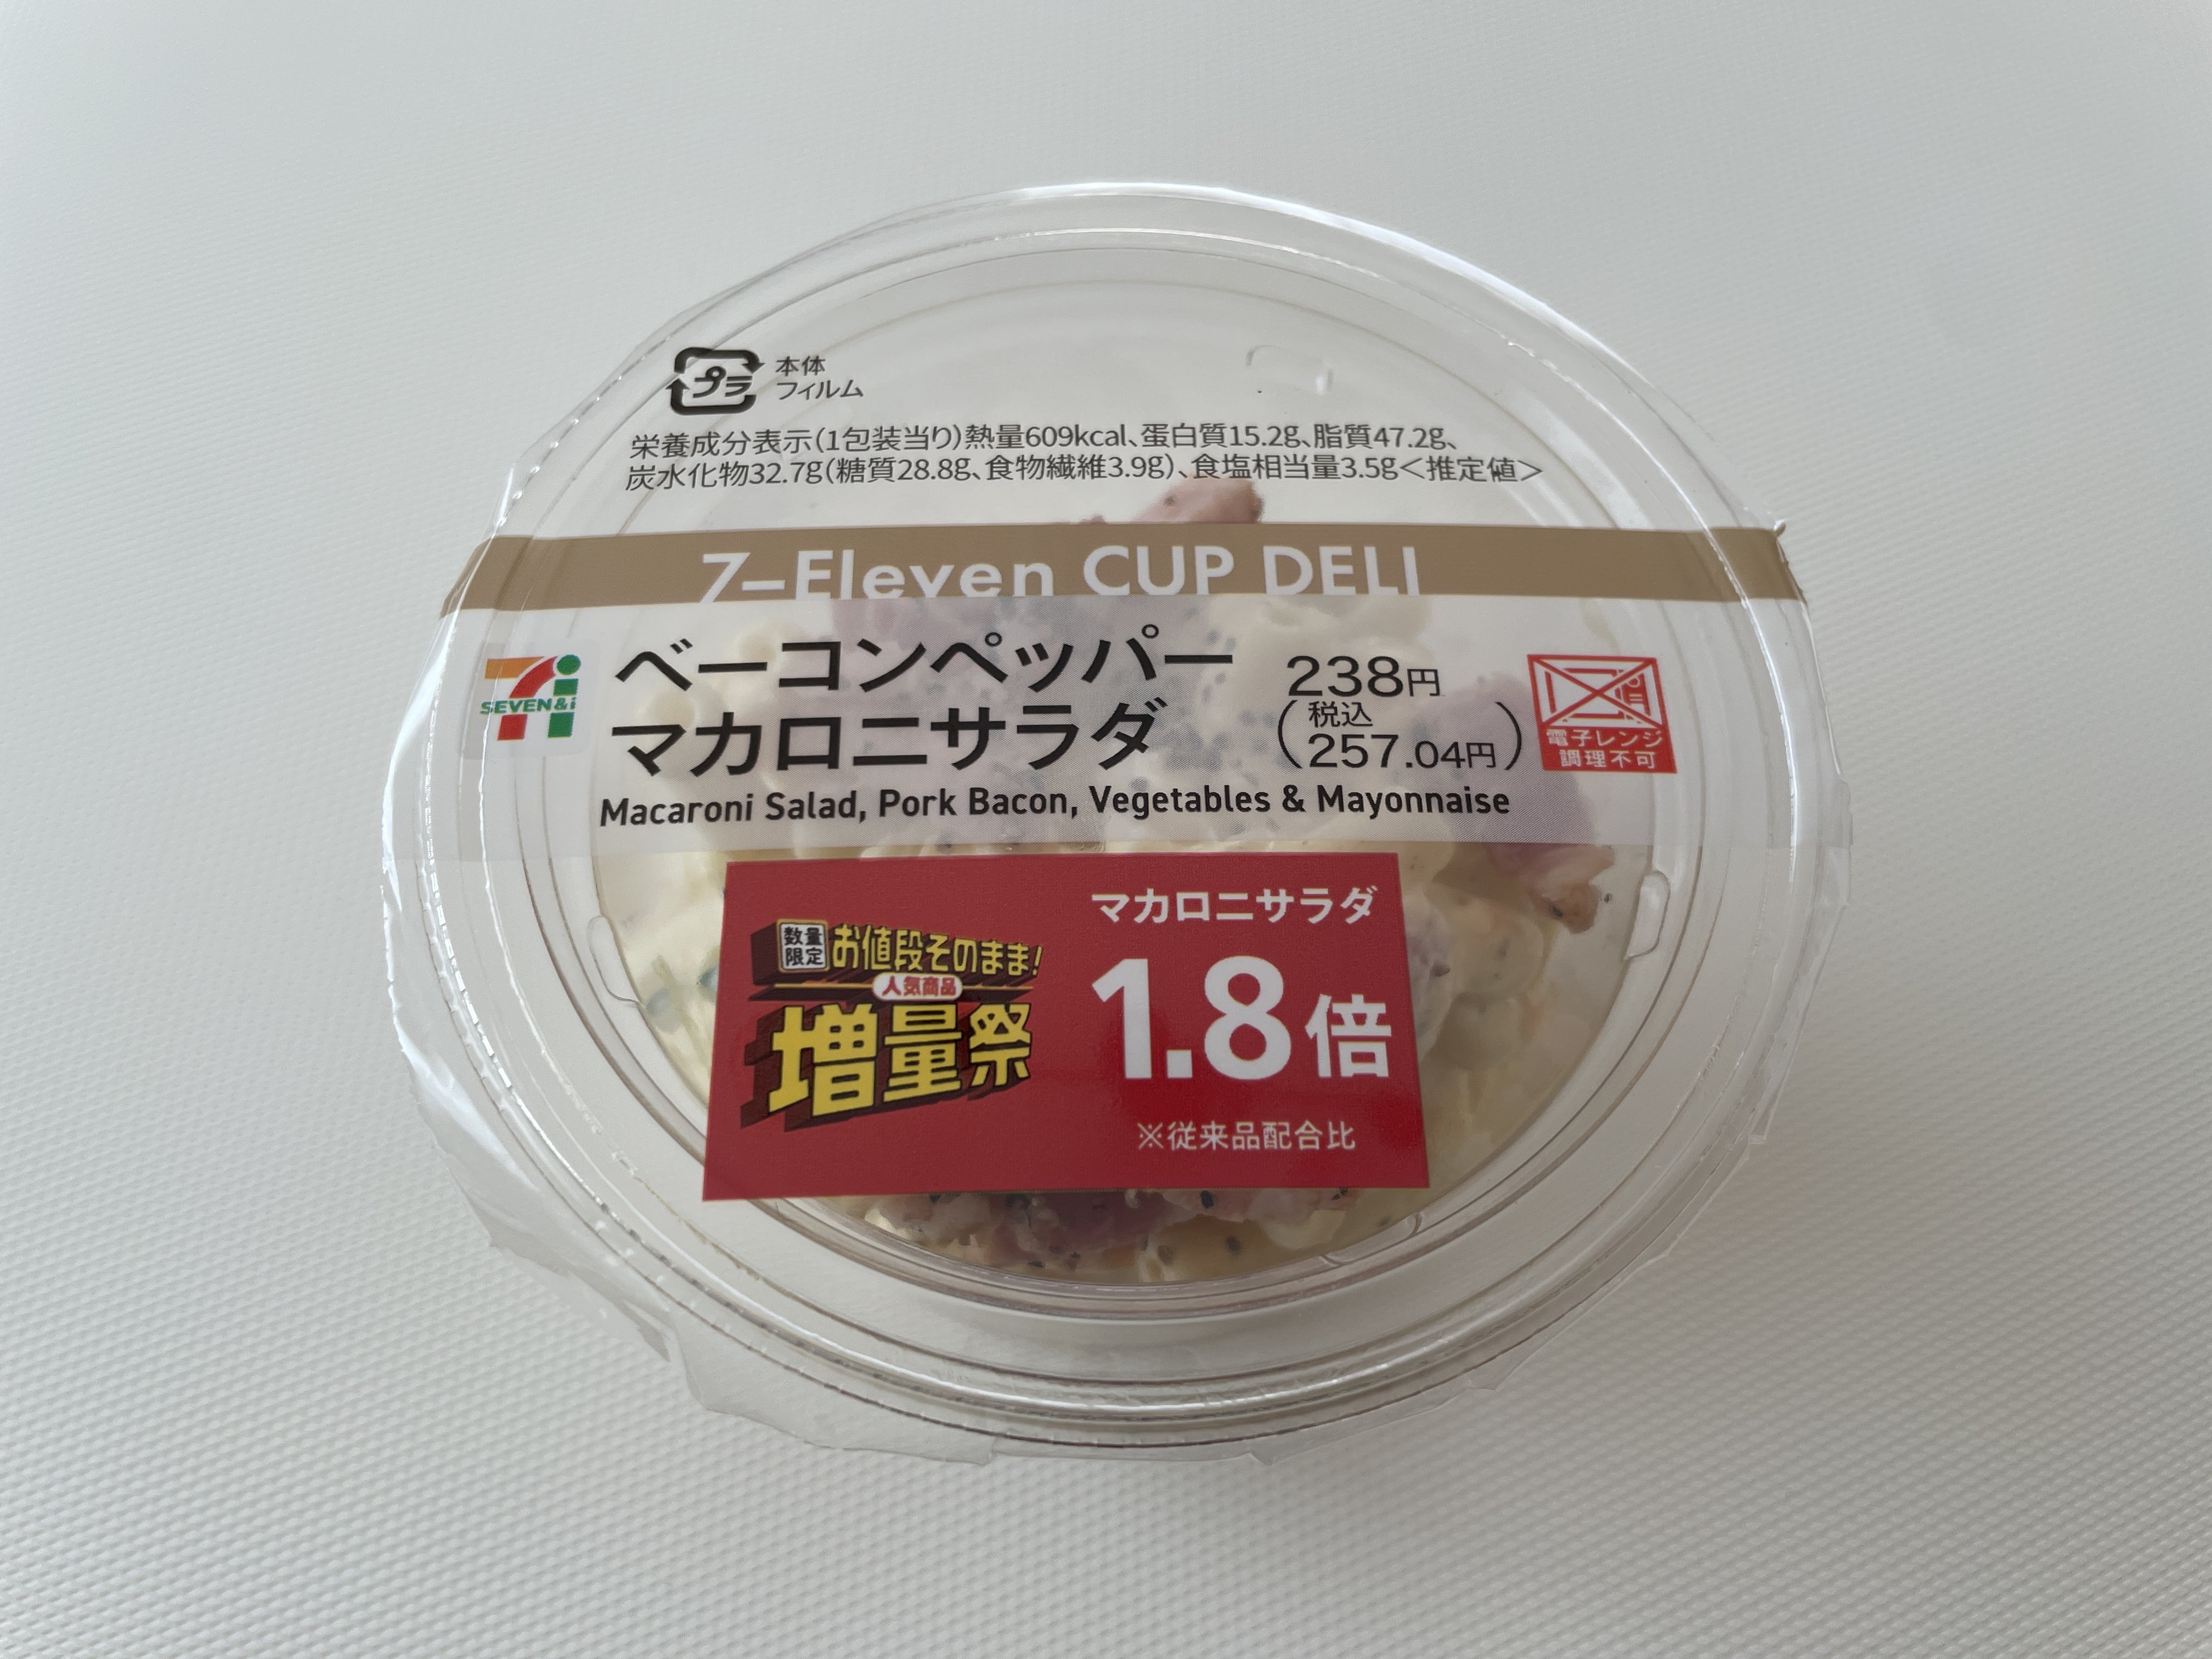 プラ
本体
フィルム
栄養成分表示(1包装当り)熱量609kcal、蛋白質15.2g、脂質47.2g、
炭水化物32.7g(糖質28.8g、食物繊維3.9g)、食塩相当量3.5g<推定値>
7-Eleven CUP DELI
SEVEN&i
ベーコンペッパー
マカロニサラダ
238円
(税込
257.04円)
電子レンジ
調理不可
Macaroni Salad, Pork Bacon, Vegetables & Mayonnaise
数量
限定
お値段そのまま!
人気商品
増量祭
マカロニサラダ
1.8倍
※従来品配合比